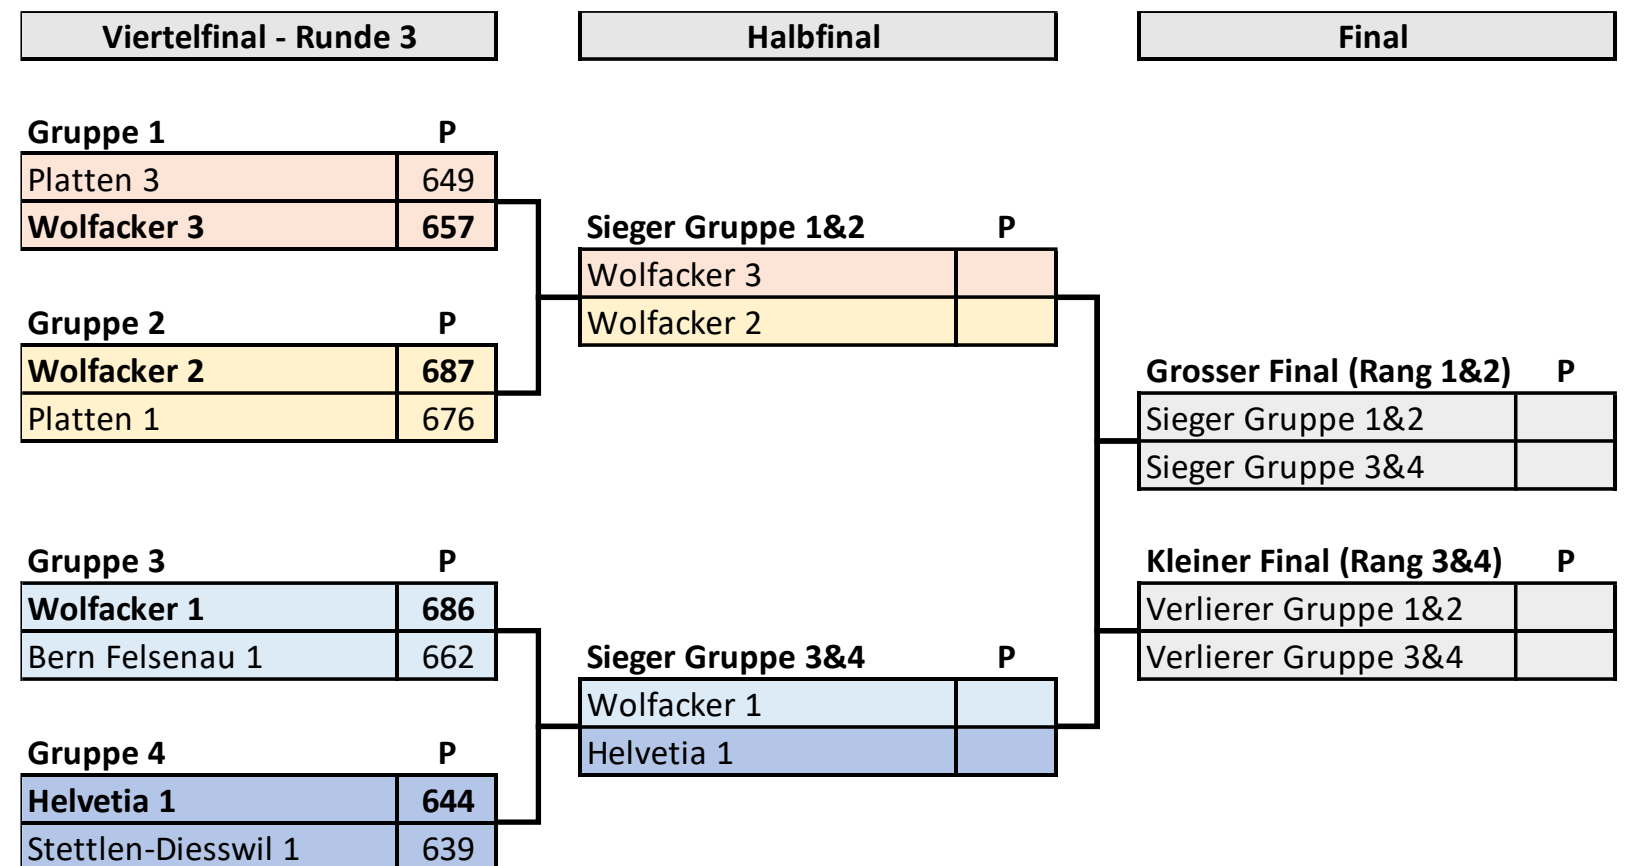 Viertelfinal - Runde 3
Halbfinal
Final
Gruppe 1 P
Platten 3 649
Wolfacker 3 657
Gruppe 2 P
Wolfacker 2 687
Platten 1 676
Gruppe 3 P
Wolfacker 1 686
Bern Felsenau 1 662
Gruppe 4 P
Helvetia 1 644
Stettlen-Diesswil 1 639
Sieger Gruppe 1&2 P
Wolfacker 3
Wolfacker 2
Sieger Gruppe 3&4 P
Wolfacker 1
Helvetia 1
Grosser Final (Rang 1&2) P
Sieger Gruppe 1&2
Sieger Gruppe 3&4
Kleiner Final (Rang 3&4) P
Verlierer Gruppe 1&2
Verlierer Gruppe 3&4